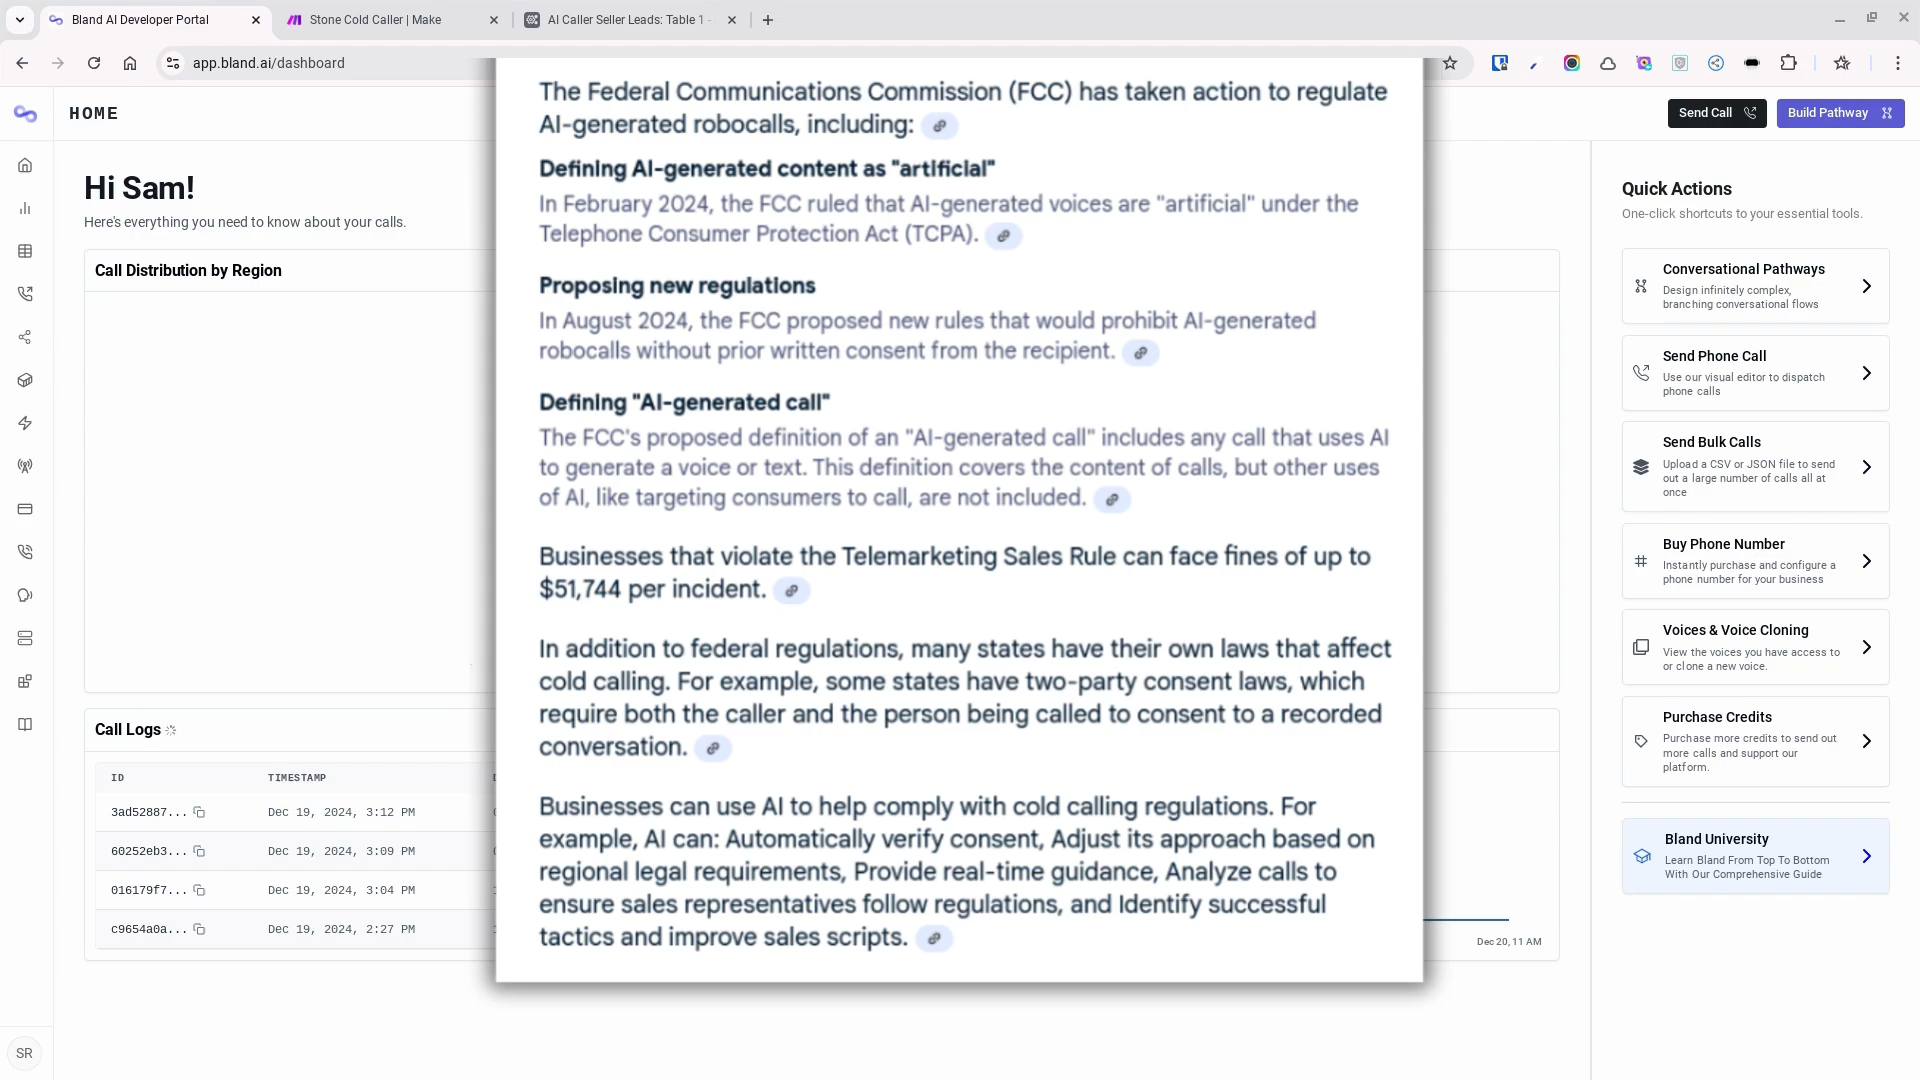 Bland AI Developer Portal
Stone Cold Caller | Make
AI Caller Seller Leads: Table 1 -
app.bland.ai/dashboard
HOME
Send Call
Build Pathway
Hi Sam!
Here's everything you need to know about your calls.
Call Distribution by Region
Call Logs
ID TIMESTAMP
3ad52887... Dec 19, 2024, 3:12 PM
60252eb3... Dec 19, 2024, 3:09 PM
016179f7... Dec 19, 2024, 3:04 PM
c9654a0a... Dec 19, 2024, 2:27 PM
SR
The Federal Communications Commission (FCC) has taken action to regulate
AI-generated robocalls, including:
Defining AI-generated content as "artificial"
In February 2024, the FCC ruled that AI-generated voices are "artificial" under the
Telephone Consumer Protection Act (TCPA).
Proposing new regulations
In August 2024, the FCC proposed new rules that would prohibit AI-generated
robocalls without prior written consent from the recipient.
Defining "AI-generated call"
The FCC's proposed definition of an "AI-generated call" includes any call that uses AI
to generate a voice or text. This definition covers the content of calls, but other uses
of AI, like targeting consumers to call, are not included.
Businesses that violate the Telemarketing Sales Rule can face fines of up to
$51,744 per incident.
In addition to federal regulations, many states have their own laws that affect
cold calling. For example, some states have two-party consent laws, which
require both the caller and the person being called to consent to a recorded
conversation.
Businesses can use AI to help comply with cold calling regulations. For
example, AI can: Automatically verify consent, Adjust its approach based on
regional legal requirements, Provide real-time guidance, Analyze calls to
ensure sales representatives follow regulations, and Identify successful
tactics and improve sales scripts.
Dec 20, 11 AM
Quick Actions
One-click shortcuts to your essential tools.
Conversational Pathways
Design infinitely complex,
branching conversational flows
Send Phone Call
Use our visual editor to dispatch
phone calls
Send Bulk Calls
Upload a CSV or JSON file to send
out a large number of calls all at
once
Buy Phone Number
Instantly purchase and configure a
phone number for your business
Voices & Voice Cloning
View the voices you have access to
or clone a new voice.
Purchase Credits
Purchase more credits to send out
more calls and support our
platform.
Bland University
Learn Bland From Top To Bottom
With Our Comprehensive Guide